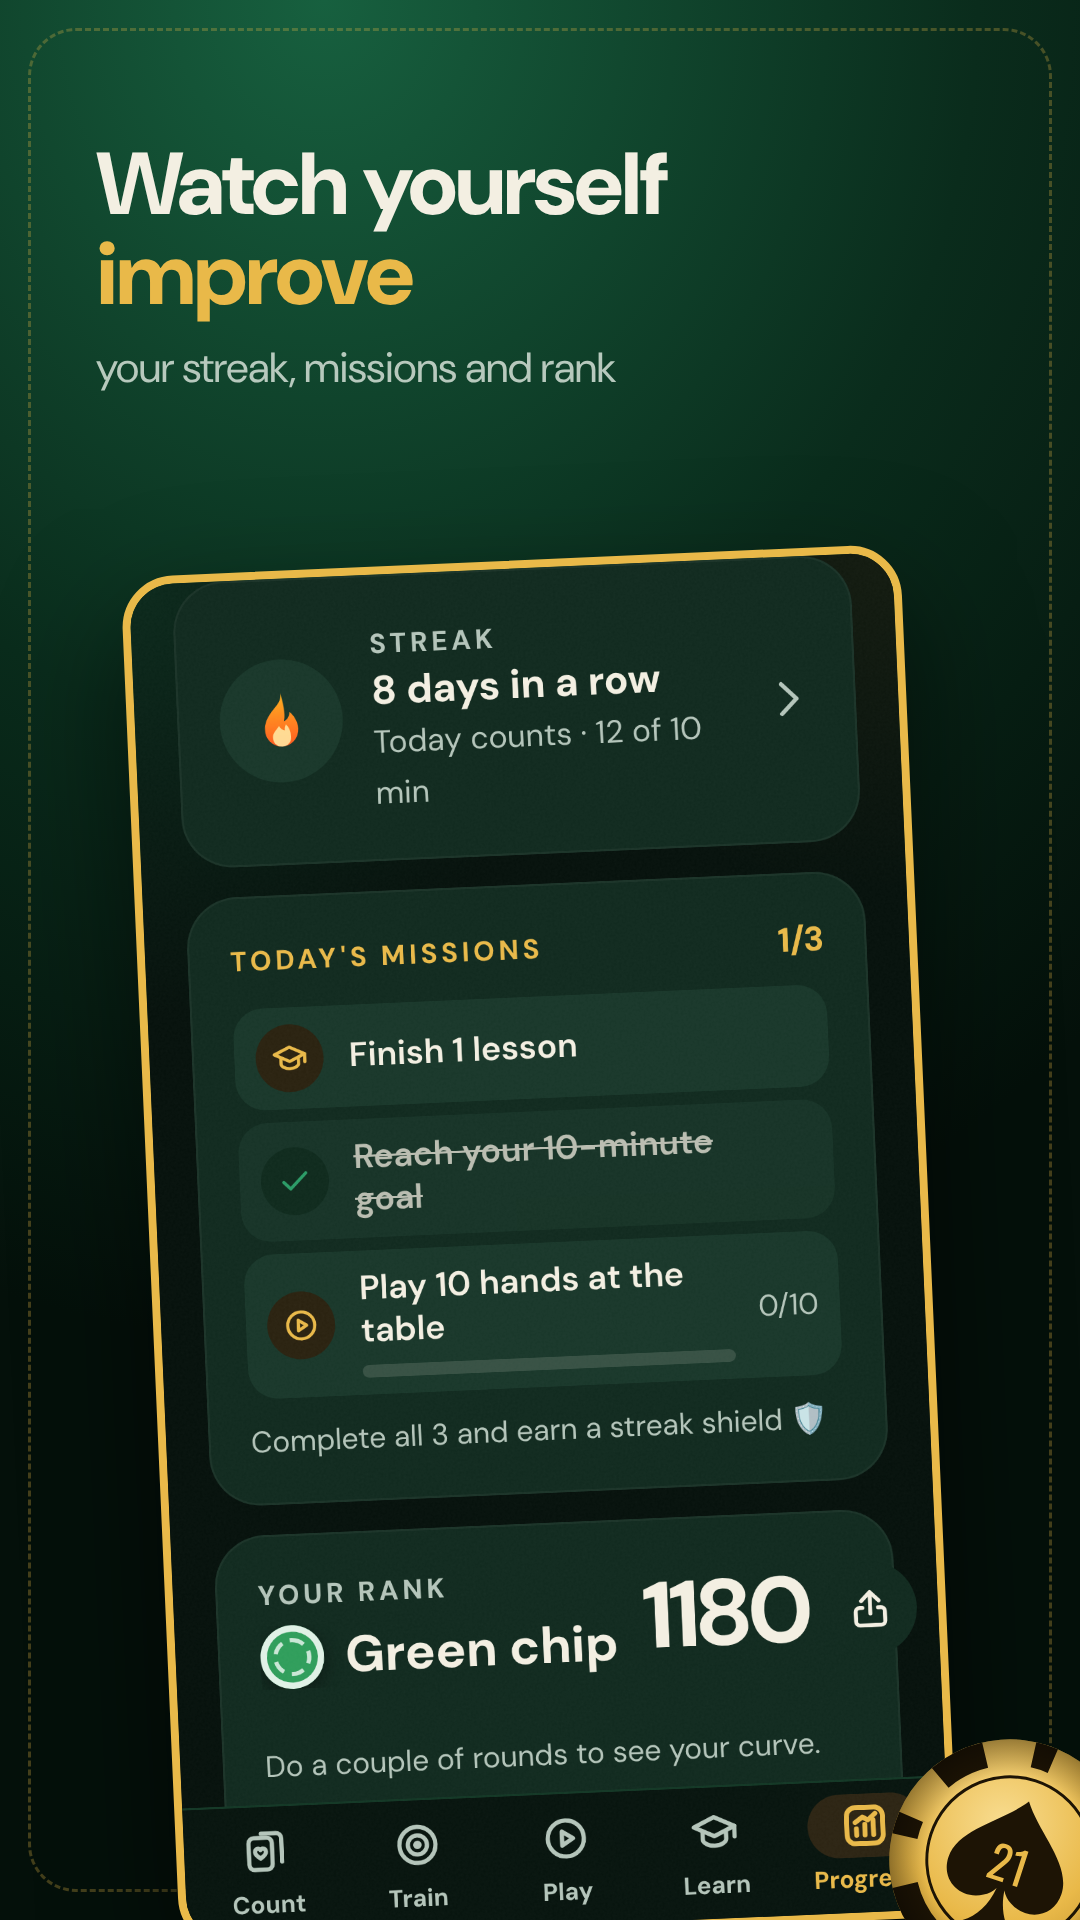 Watch yourself
improve
your streak, missions and rank
STREAK
8 days in a row
Today counts · 12 of 10
min
TODAY'S MISSIONS 1/3
Finish 1 lesson
Reach your 10-minute
goal
Play 10 hands at the
table
0/10
Complete all 3 and earn a streak shield
YOUR RANK
Green chip
1180
Do a couple of rounds to see your curve.
Count Train Play Learn Progre
21